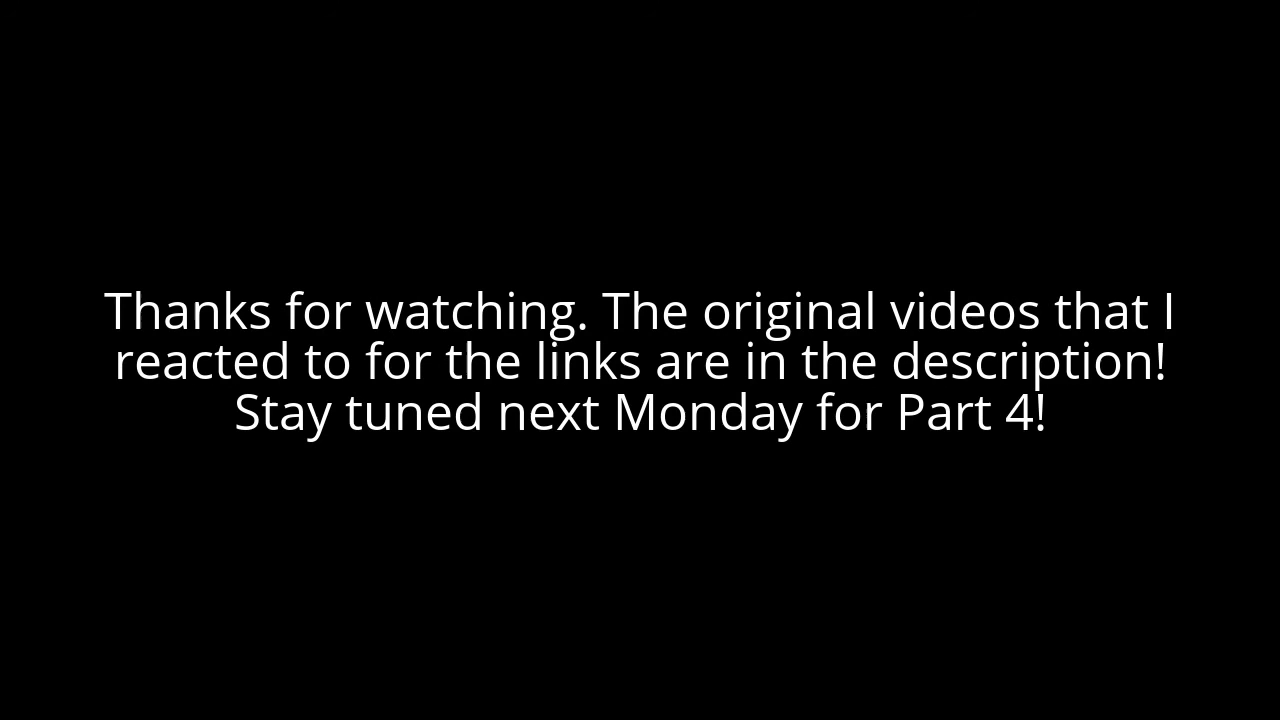 Thanks for watching. The original videos that I
reacted to for the links are in the description!
Stay tuned next Monday for Part 4!